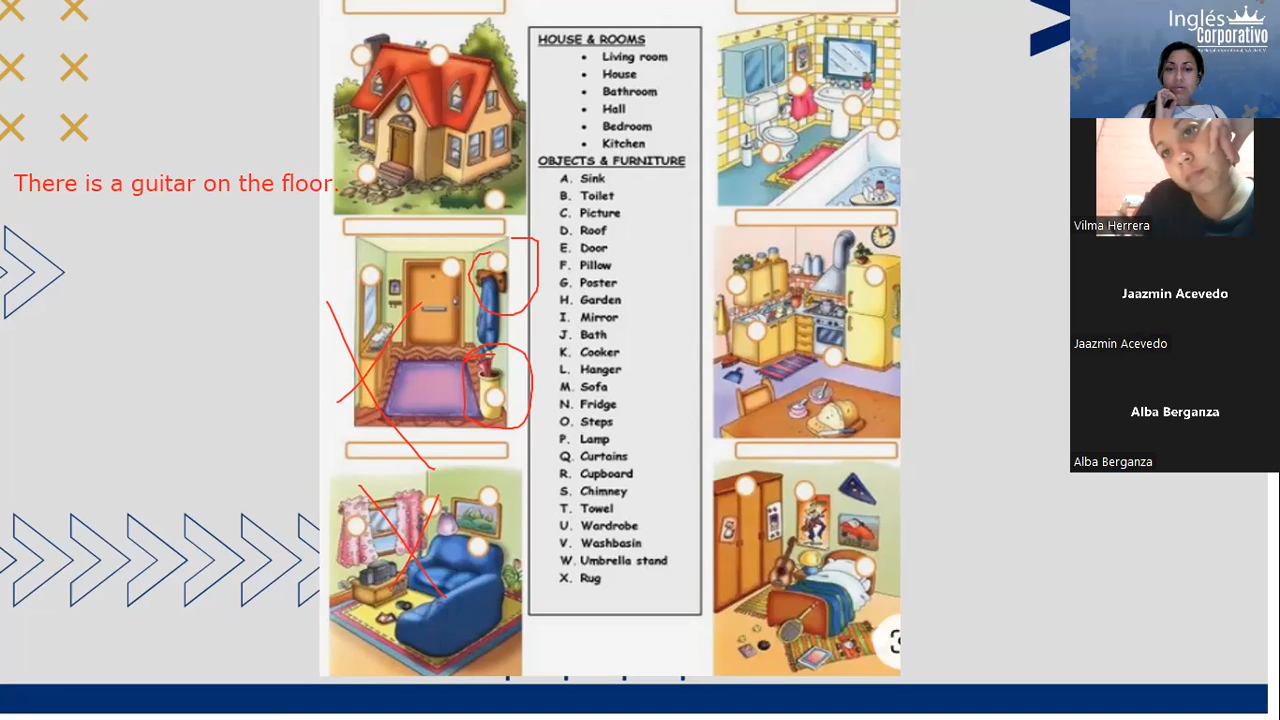 There is a guitar on the floor.
HOUSE & ROOMS
• Living room
• House
• Bathroom
• Hall
• Bedroom
• Kitchen
OBJECTS & FURNITURE
A. Sink
B. Toilet
C. Picture
D. Roof
E. Door
F. Pillow
G. Poster
H. Garden
I. Mirror
J. Bath
K. Cooker
L. Hanger
M. Sofa
N. Fridge
O. Steps
P. Lamp
Q. Curtains
R. Cupboard
S. Chimney
T. Towel
U. Wardrobe
V. Washbasin
W. Umbrella stand
X. Rug
Inglés
Corporativo
Vilma Herrera
Jaazmin Acevedo
Jaazmin Acevedo
Alba Berganza
Alba Berganza